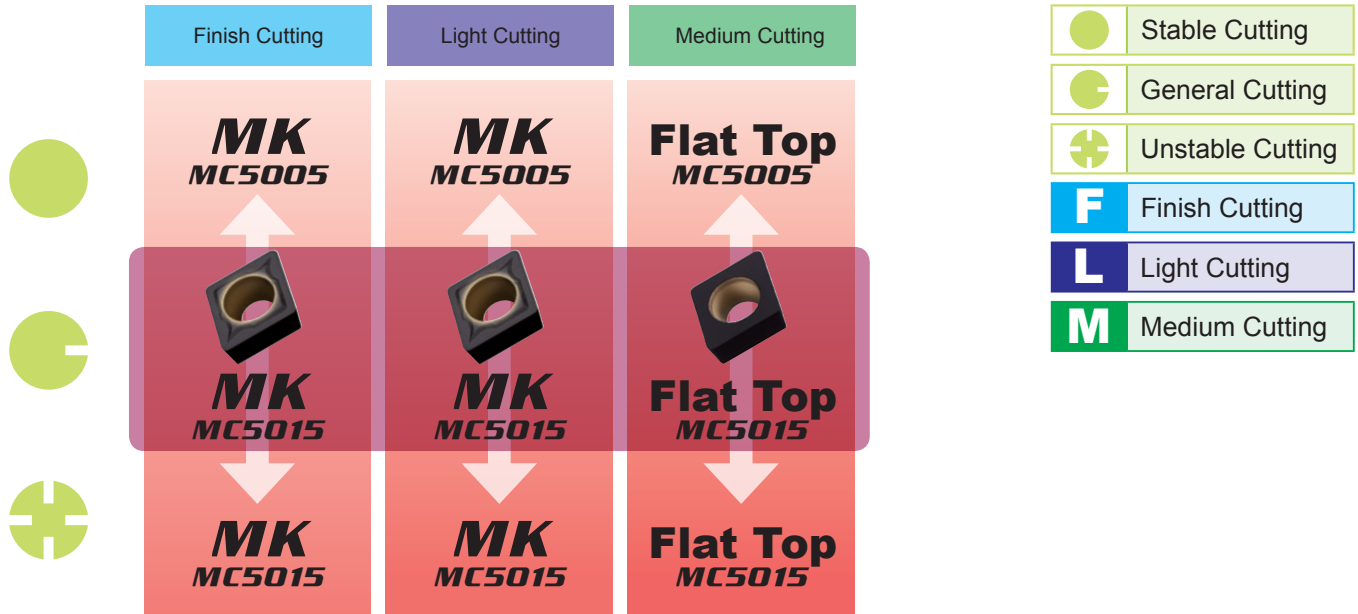 Finish Cutting
Light Cutting
Medium Cutting
MK
MC5005
MK
MC5005
Flat Top
MC5005
MK
MC5015
MK
MC5015
Flat Top
MC5015
MK
MC5015
MK
MC5015
Flat Top
MC5015
Stable Cutting
General Cutting
Unstable Cutting
F Finish Cutting
L Light Cutting
M Medium Cutting